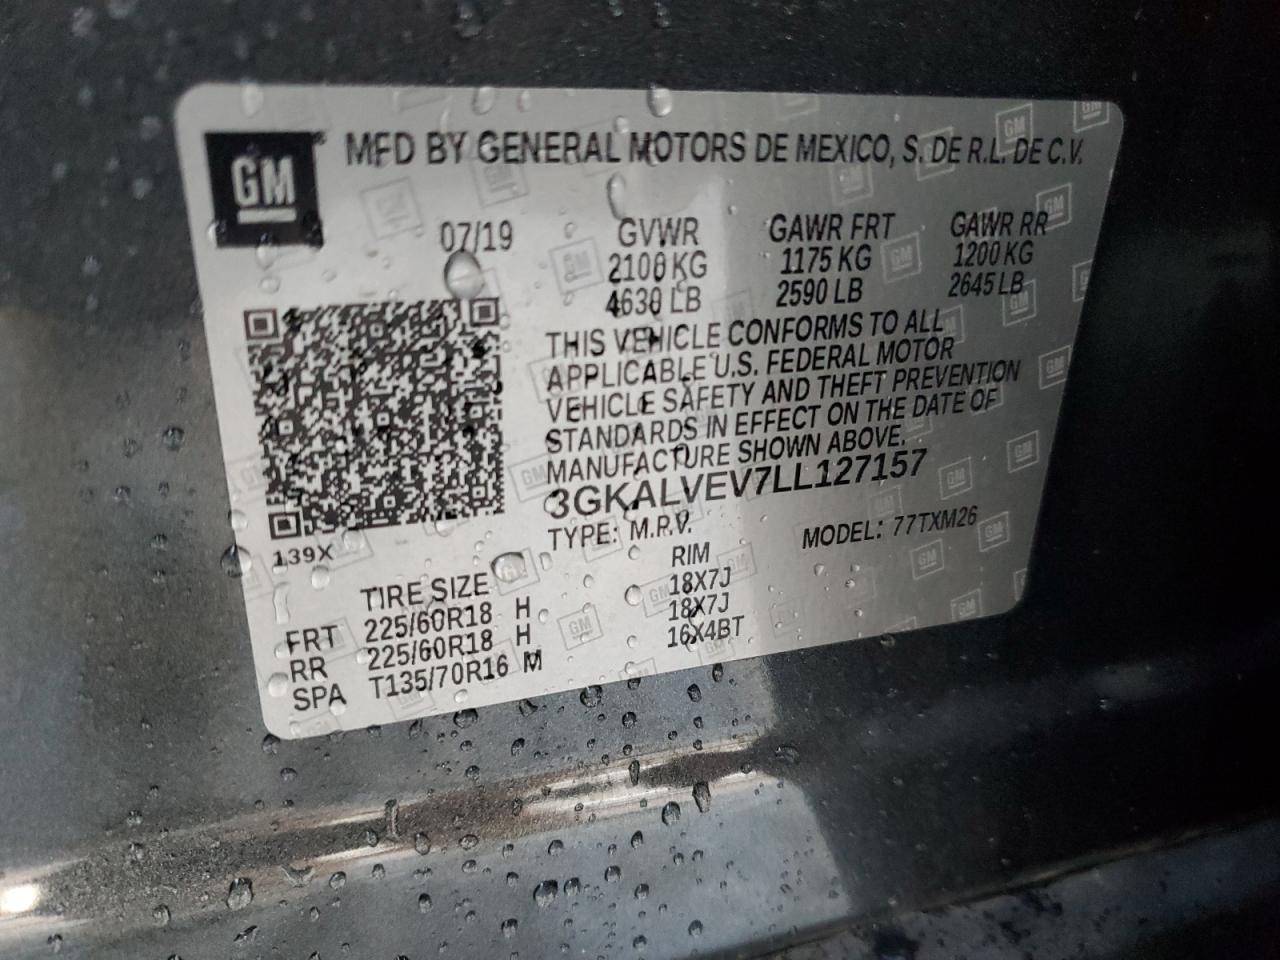 GM MFD BY GENERAL MOTORS DE MEXICO, S. DE R.L. DE C.V.
07/19 GVWR GAWR FRT GAWR RR
2100 KG 1175 KG 1200 KG
4630 LB 2590 LB 2645 LB
THIS VEHICLE CONFORMS TO ALL
APPLICABLE U.S. FEDERAL MOTOR
VEHICLE SAFETY AND THEFT PREVENTION
STANDARDS IN EFFECT ON THE DATE OF
MANUFACTURE SHOWN ABOVE.
3GKALVEV7LL127157
TYPE: M.P.V. MODEL: 77TXM26
139X
TIRE SIZE RIM
FRT 225/60R18 H 18X7J
RR 225/60R18 H 18X7J
SPA T135/70R16 M 16X4BT